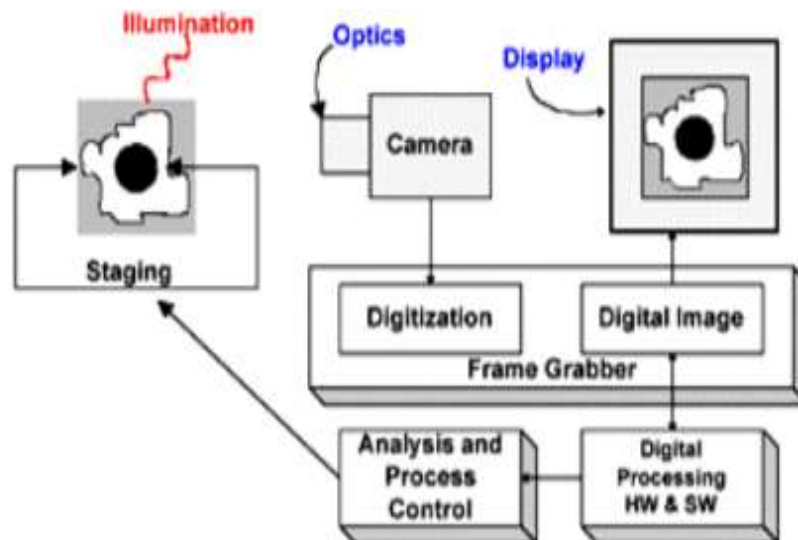 Illumination
Optics
Display
Camera
Staging
Digitization
Digital Image
Frame Grabber
Analysis and
Process
Control
Digital
Processing
HW & SW